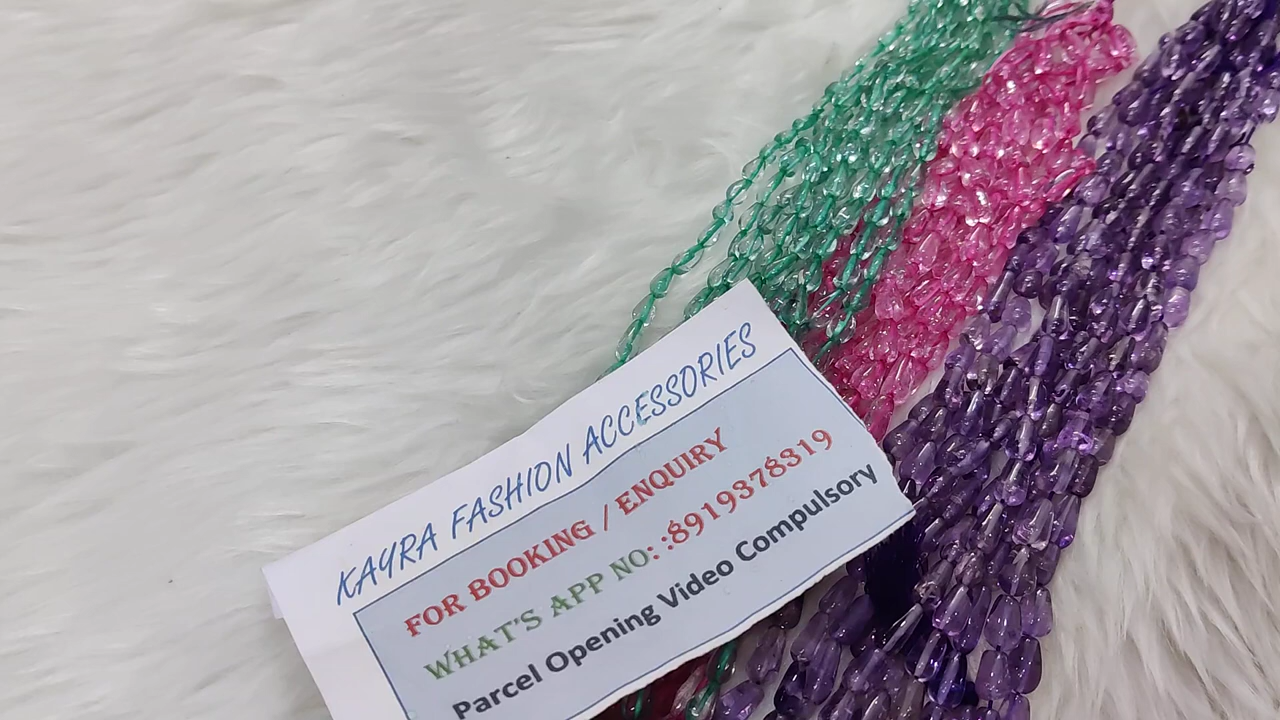 KAYRA FASHION ACCESSORIES
FOR BOOKING / ENQUIRY
WHAT'S APP NO: :8919378319
Parcel Opening Video Compulsory